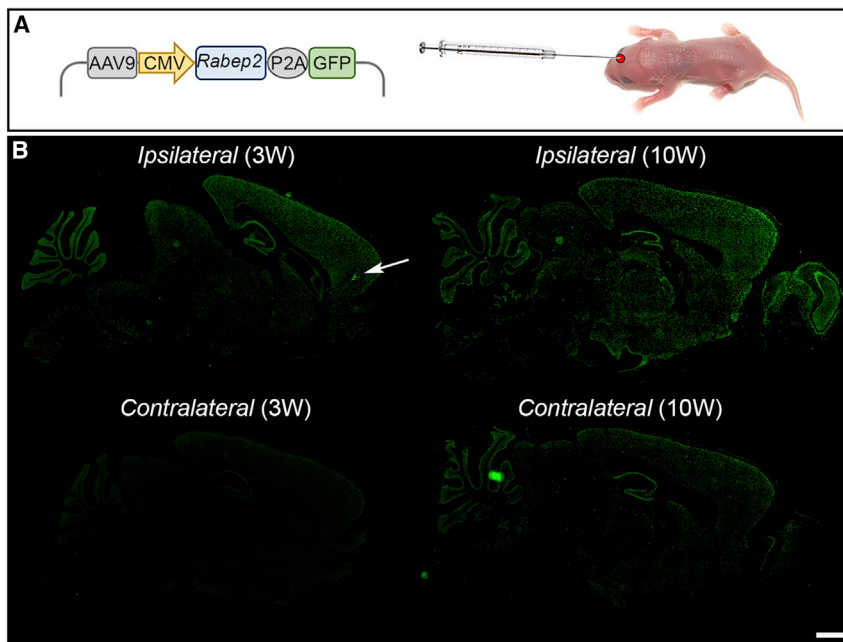 A
AAV9 CMV Rabep2 P2A GFP
B
Ipsilateral (3W)
Ipsilateral (10W)
Contralateral (3W)
Contralateral (10W)